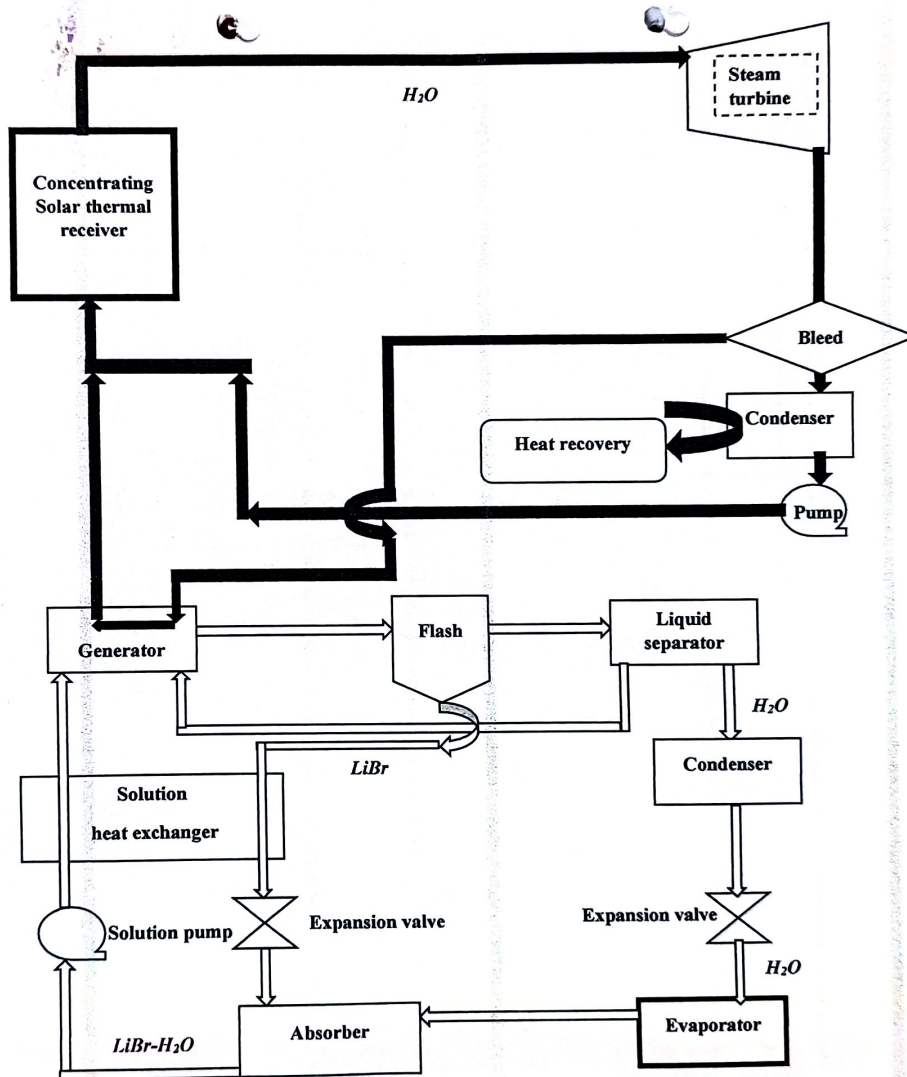 Steam
turbine
H₂O
Concentrating
Solar thermal
receiver
Bleed
Condenser
Heat recovery
Pump
Generator
Flash
Liquid
separator
H₂O
LiBr
Condenser
Solution
heat exchanger
Solution pump
Expansion valve
Expansion valve
H₂O
Absorber
Evaporator
LiBr-H₂O